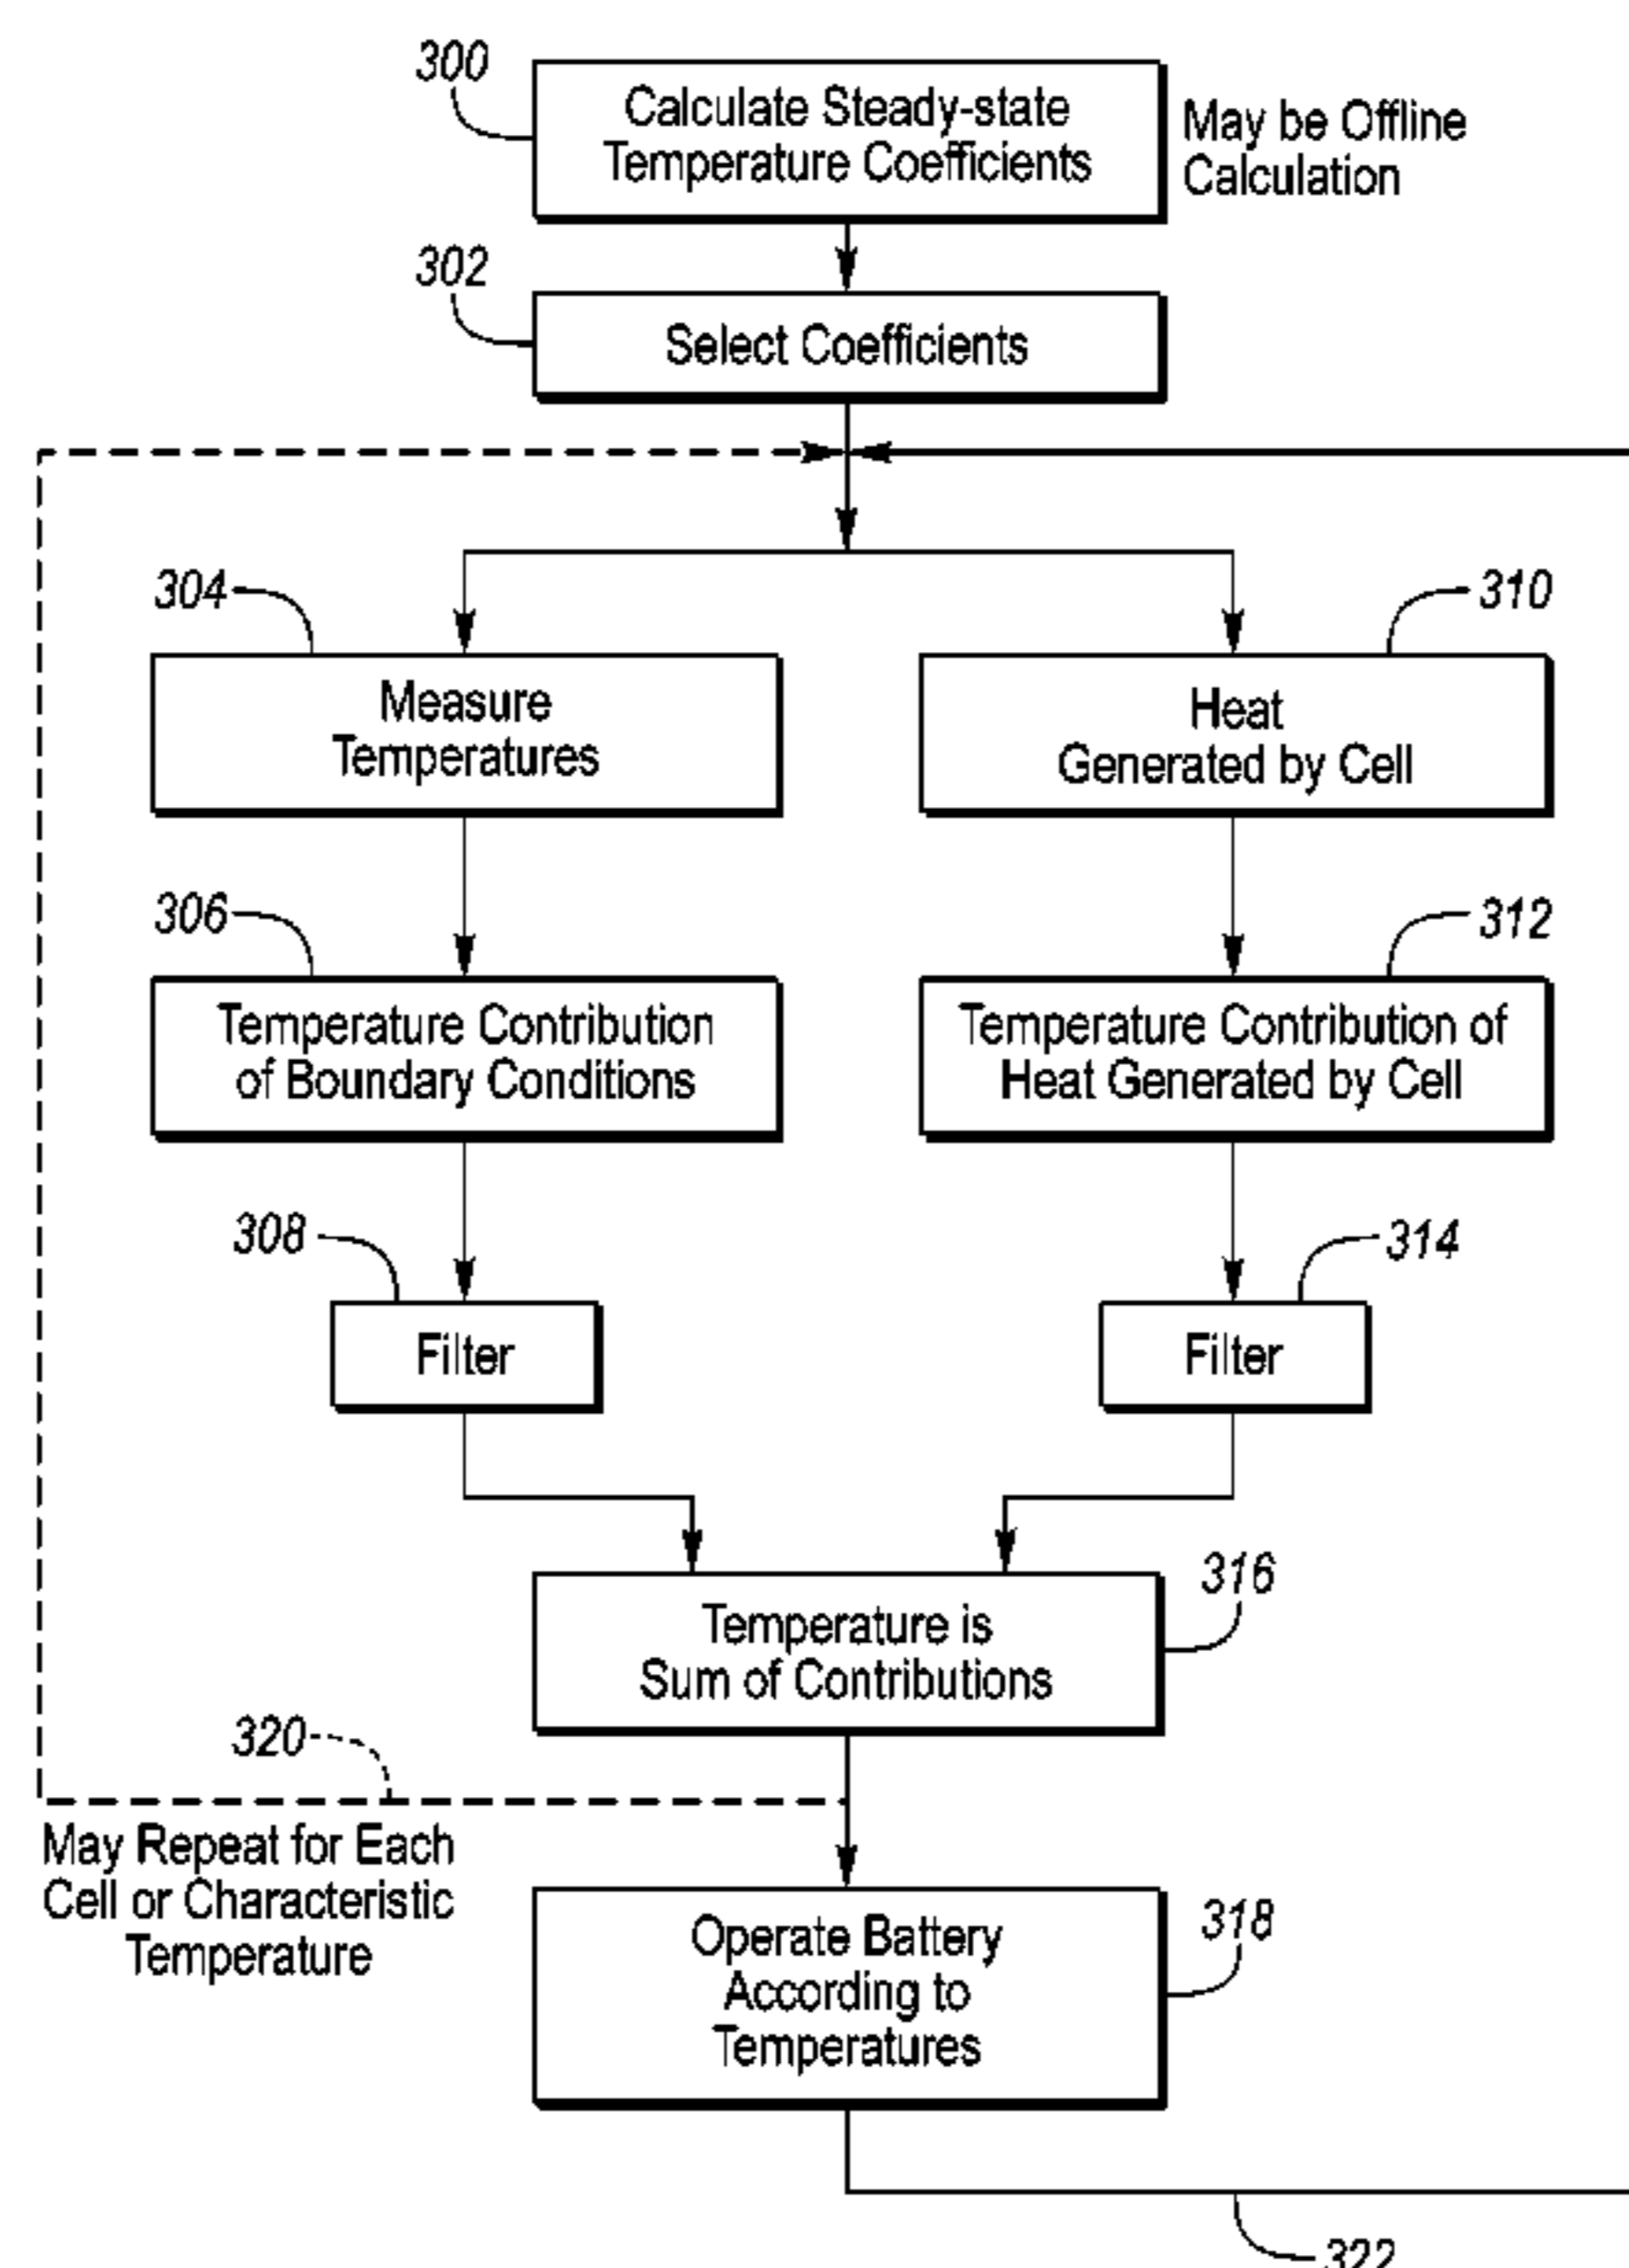 300
Calculate Steady-state
Temperature Coefficients
May be Offline
Calculation
302
Select Coefficients
304
310
Measure
Temperatures
Heat
Generated by Cell
306
312
Temperature Contribution
of Boundary Conditions
Temperature Contribution of
Heat Generated by Cell
308
314
Filter
Filter
316
Temperature is
Sum of Contributions
320
May Repeat for Each
Cell or Characteristic
Temperature
318
Operate Battery
According to
Temperatures
322